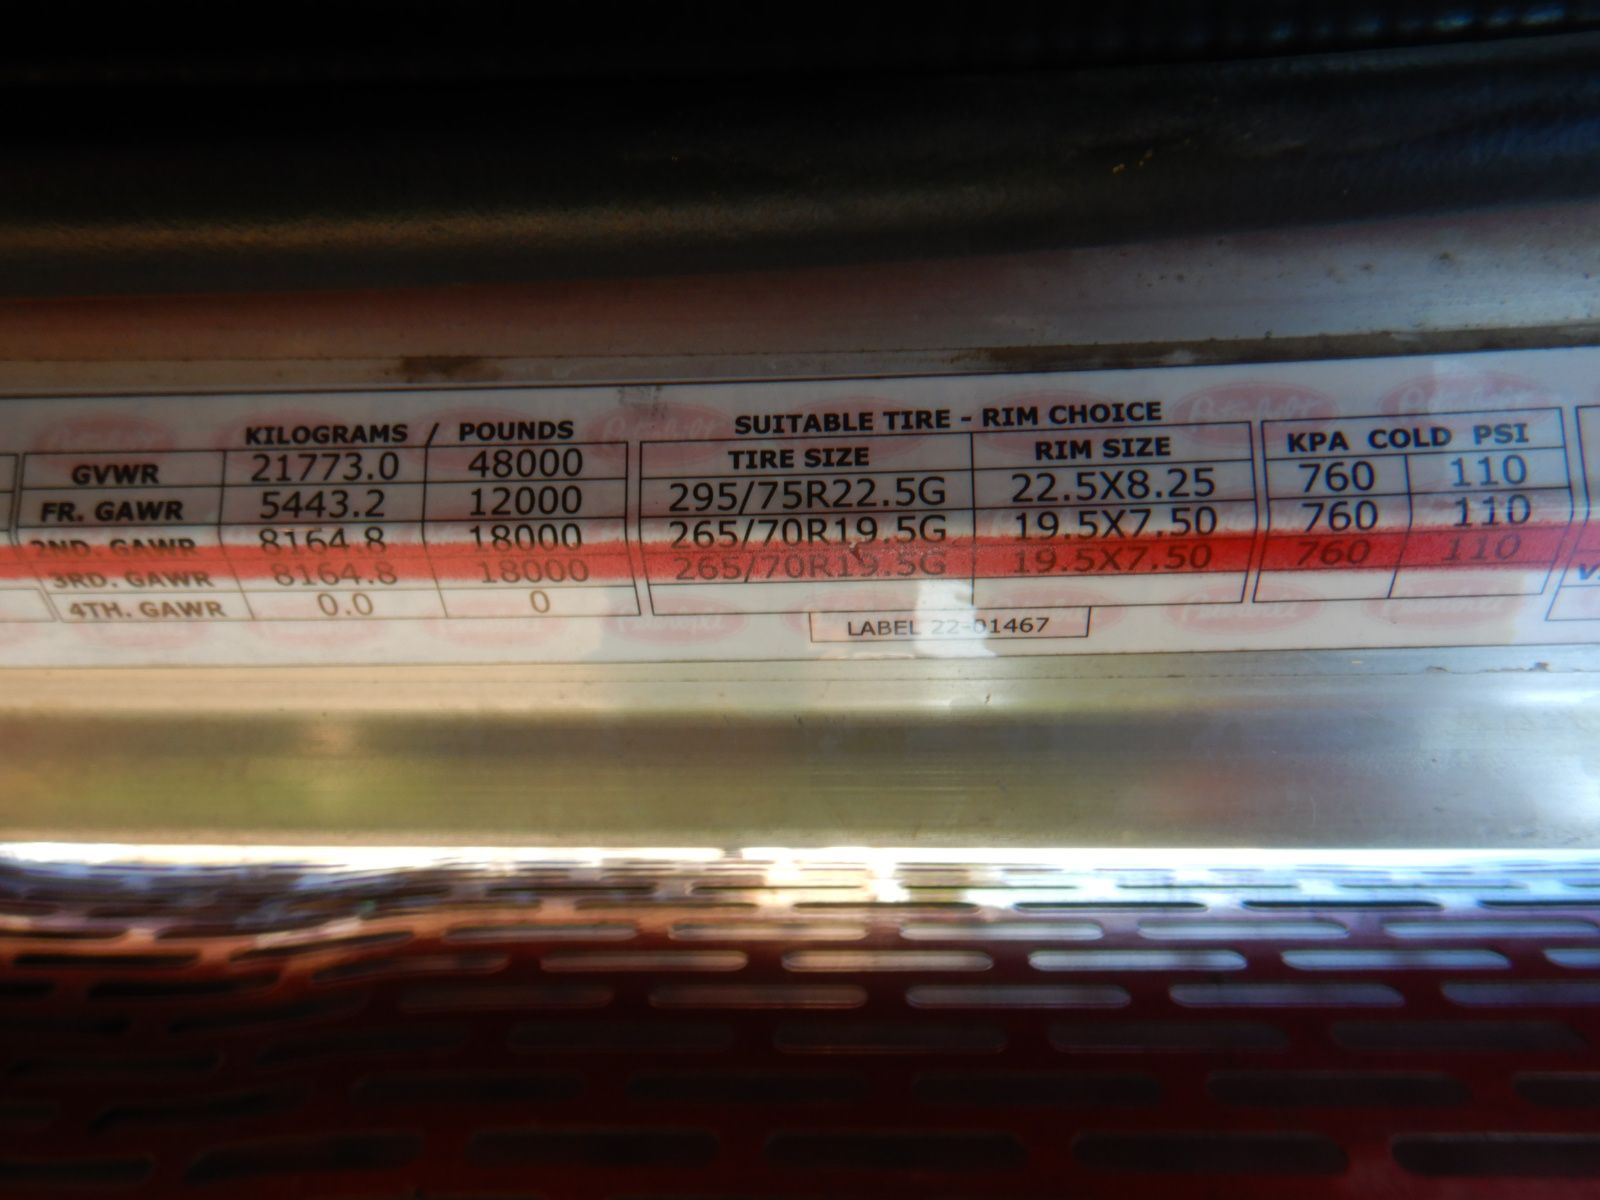 KILOGRAMS / POUNDS
SUITABLE TIRE - RIM CHOICE
TIRE SIZE RIM SIZE KPA COLD PSI
GVWR 21773.0 48000
FR. GAWR 5443.2 12000 295/75R22.5G 22.5X8.25 760 110
2ND. GAWR 8164.8 18000 265/70R19.5G 19.5X7.50 760 110
3RD. GAWR 8164.8 18000 265/70R19.5G 19.5X7.50 760 110
4TH. GAWR 0.0 0
LABEL 22-01467